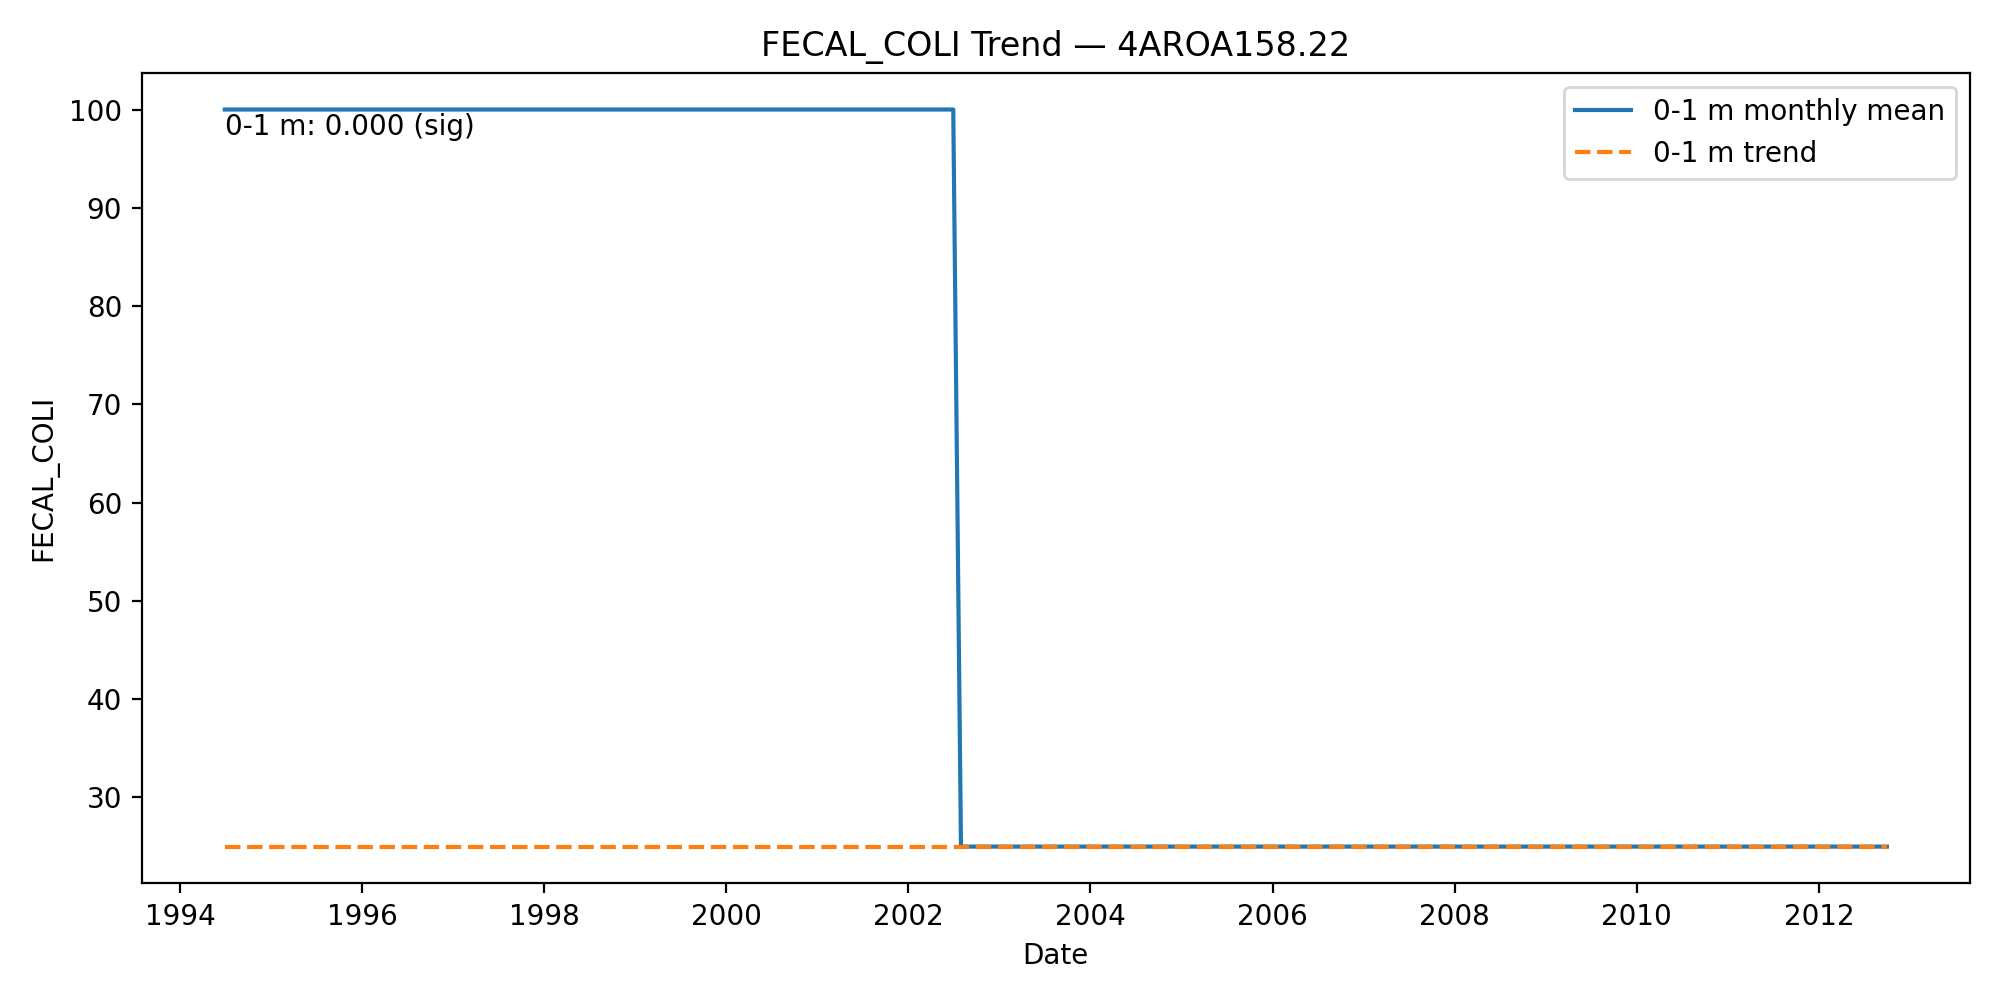 FECAL_COLI Trend — 4AROA158.22
100
90
80
70
60
50
40
30
FECAL_COLI
0-1 m: 0.000 (sig)
0-1 m monthly mean
0-1 m trend
1994 1996 1998 2000 2002 2004 2006 2008 2010 2012
Date